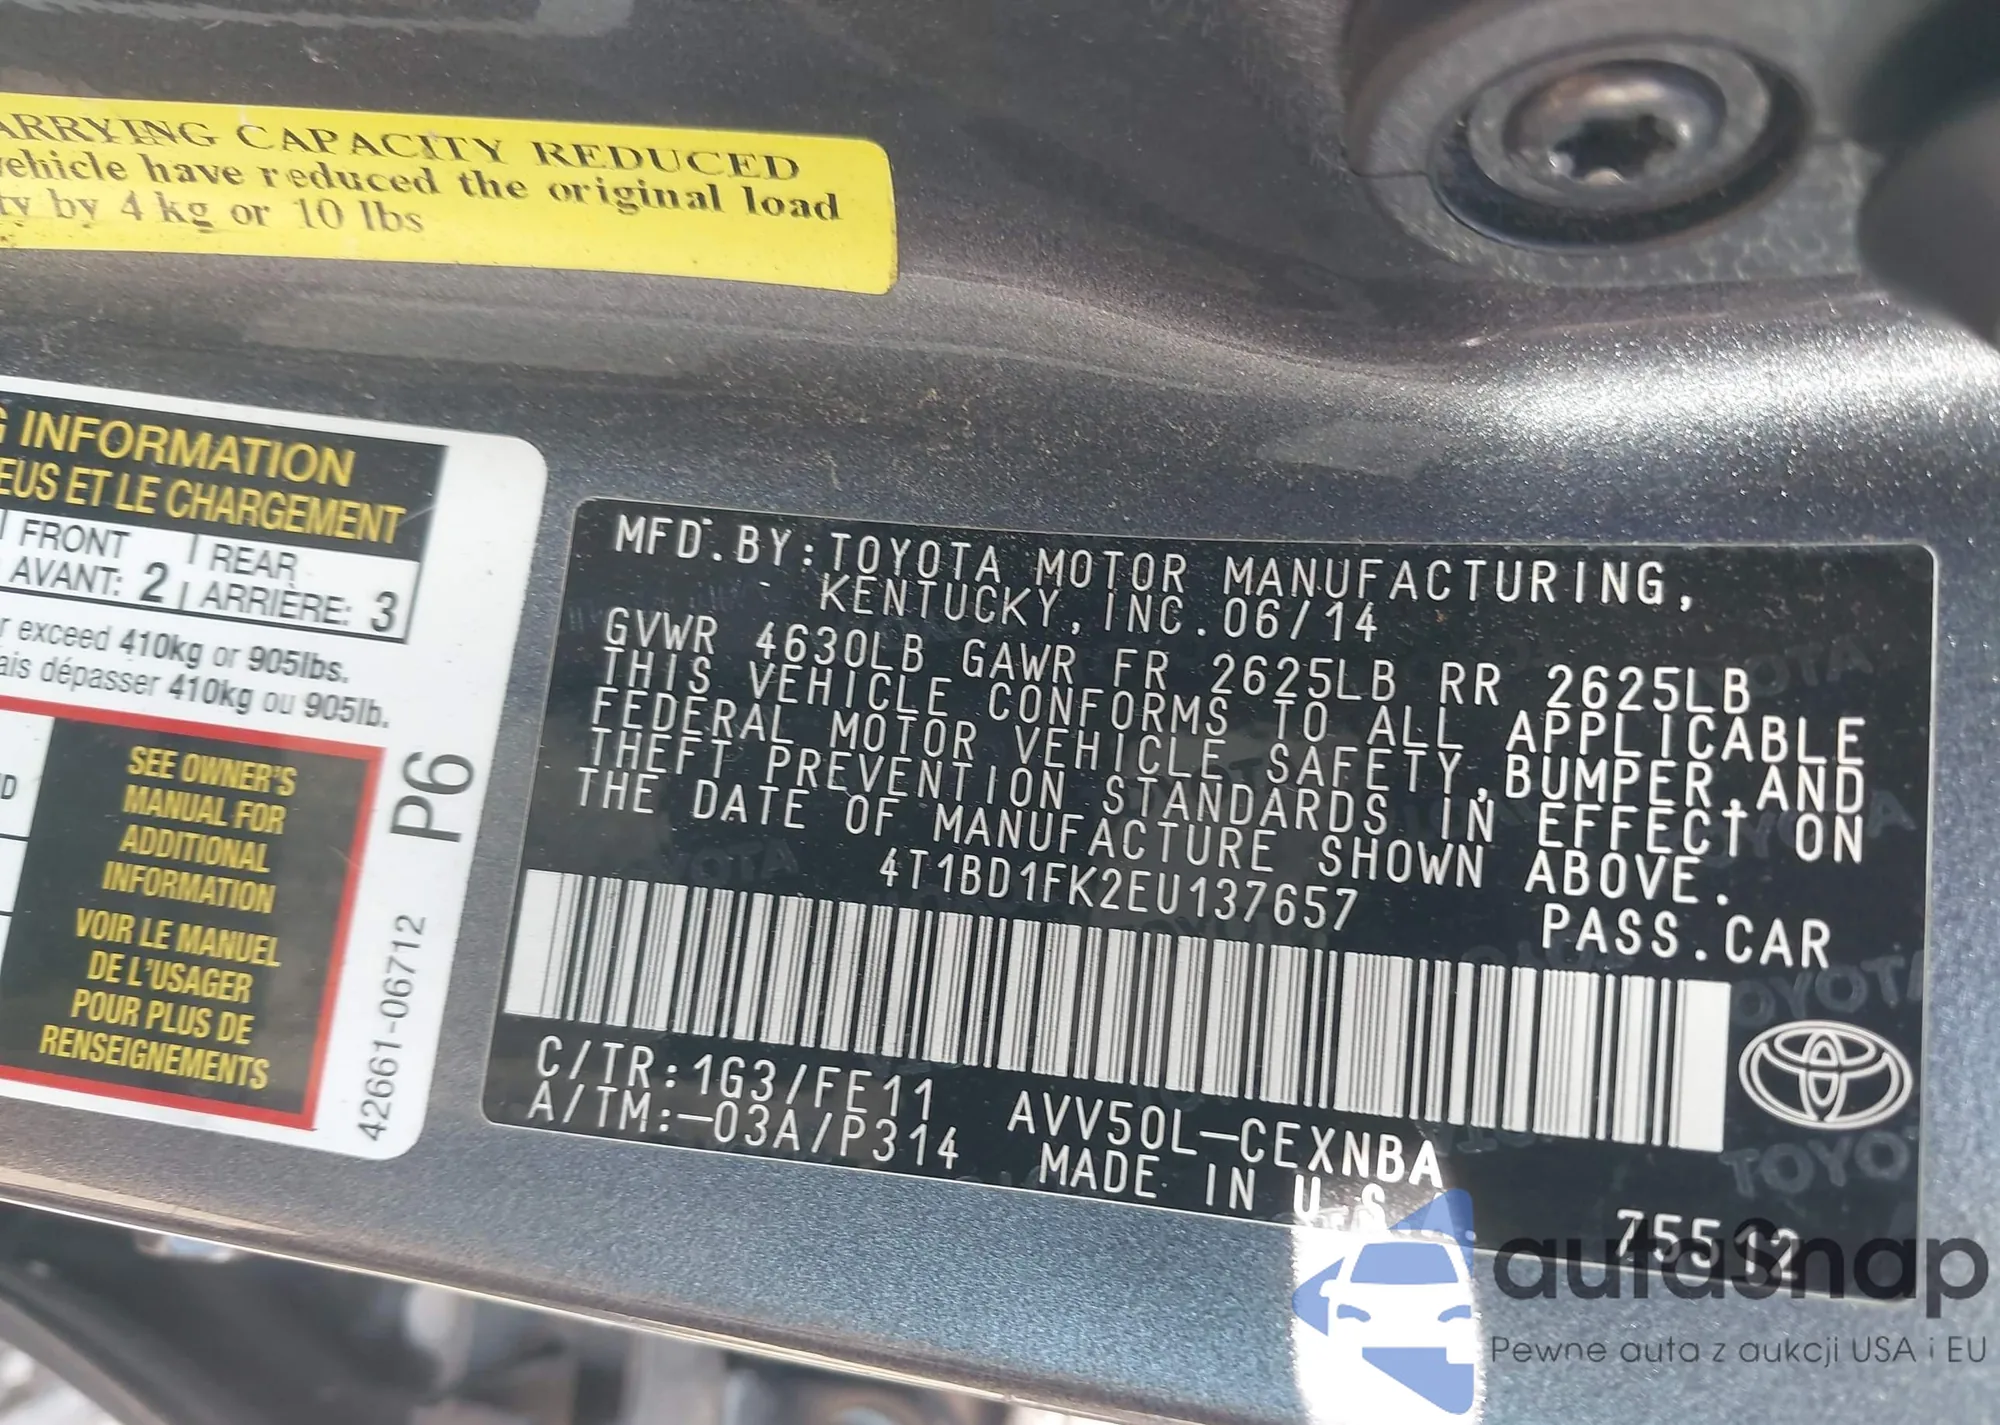 ARRYING CAPACITY REDUCED
vehicle have reduced the original load
ty by 4 kg or 10 lbs
G INFORMATION
EUS ET LE CHARGEMENT
FRONT REAR
AVANT: 2 ARRIÈRE: 3
r exceed 410kg or 905lbs.
ais dépasser 410kg ou 905lb.
SEE OWNER'S
MANUAL FOR
ADDITIONAL
INFORMATION
VOIR LE MANUEL
DE L'USAGER
POUR PLUS DE
RENSEIGNEMENTS
P6
42661-06712
MFD. BY: TOYOTA MOTOR MANUFACTURING,
KENTUCKY, INC. 06/14
GVWR 4630LB GAWR FR 2625LB RR 2625LB
THIS VEHICLE CONFORMS TO ALL APPLICABLE
FEDERAL MOTOR VEHICLE SAFETY, BUMPER, AND
THEFT PREVENTION STANDARDS IN EFFECT ON
THE DATE OF MANUFACTURE SHOWN ABOVE.
4T1BD1FK2EU137657
PASS. CAR
C/TR: 1G3/FE11
A/TM:-03A/P314
AVV50L-CEXNBA
MADE IN U.S.
75512
TOYOTA
autasnap
Pewne auta z aukcji USA i EU